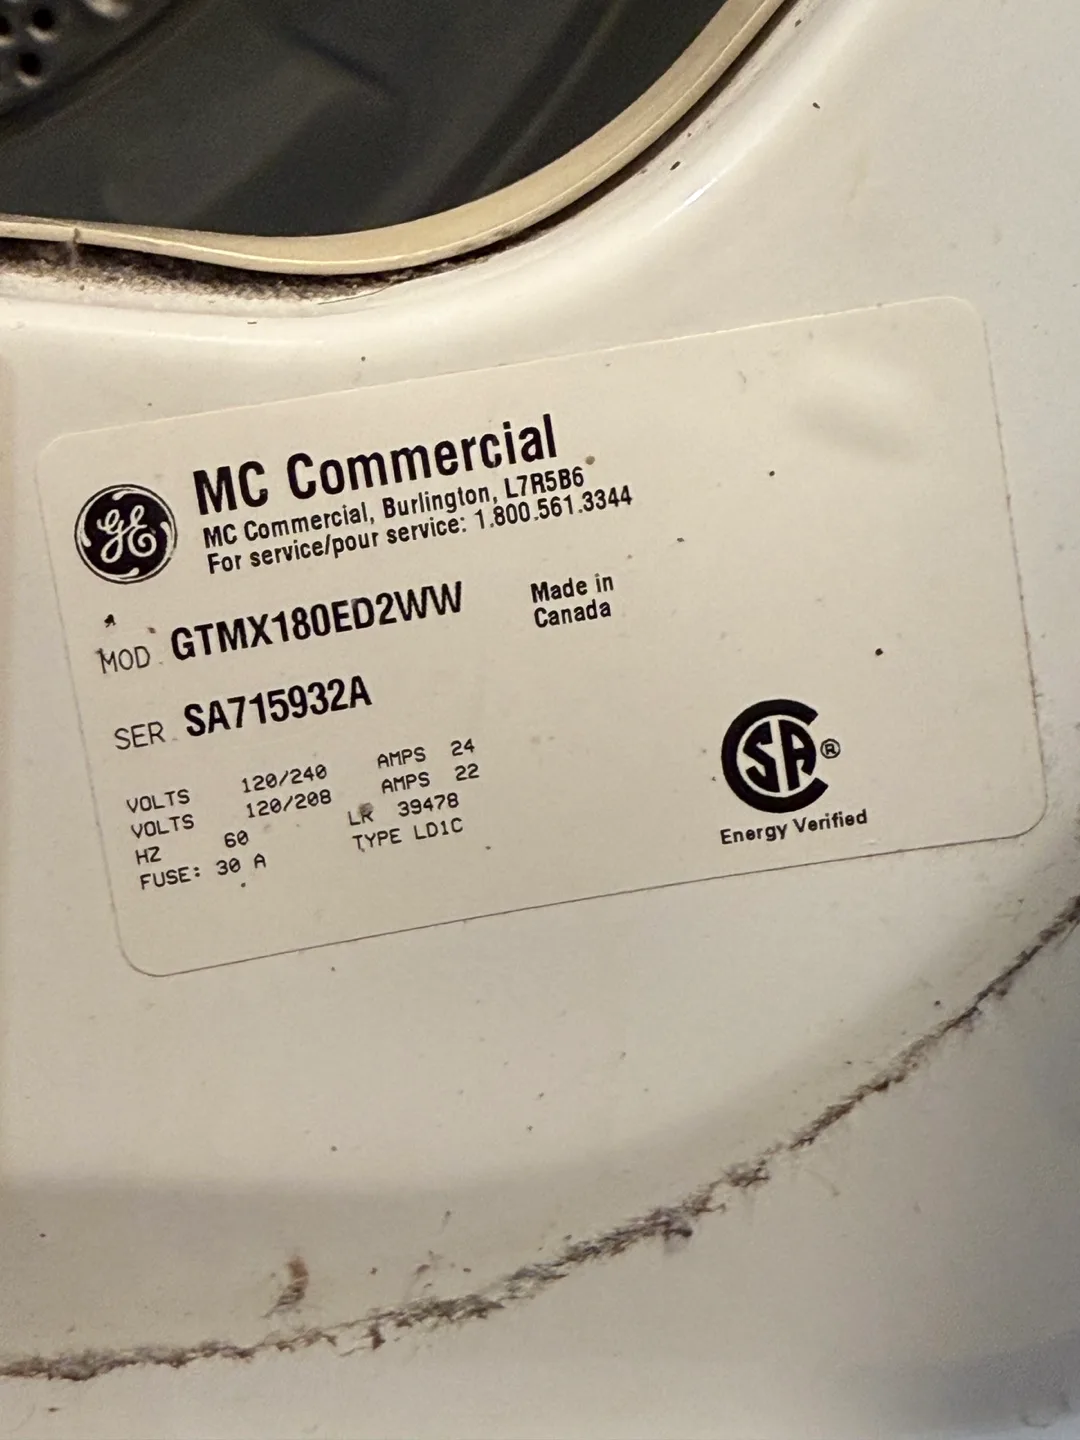 GE
MC Commercial
MC Commercial, Burlington, L7R5B6
For service/pour service: 1.800.561.3344
MOD GTMX180ED2WW
Made in
Canada
SER SA715932A
VOLTS 120/240 AMPS 24
VOLTS 120/208 AMPS 22
HZ 60 LR 39478
FUSE: 30 A TYPE LD1C
CSA®
Energy Verified